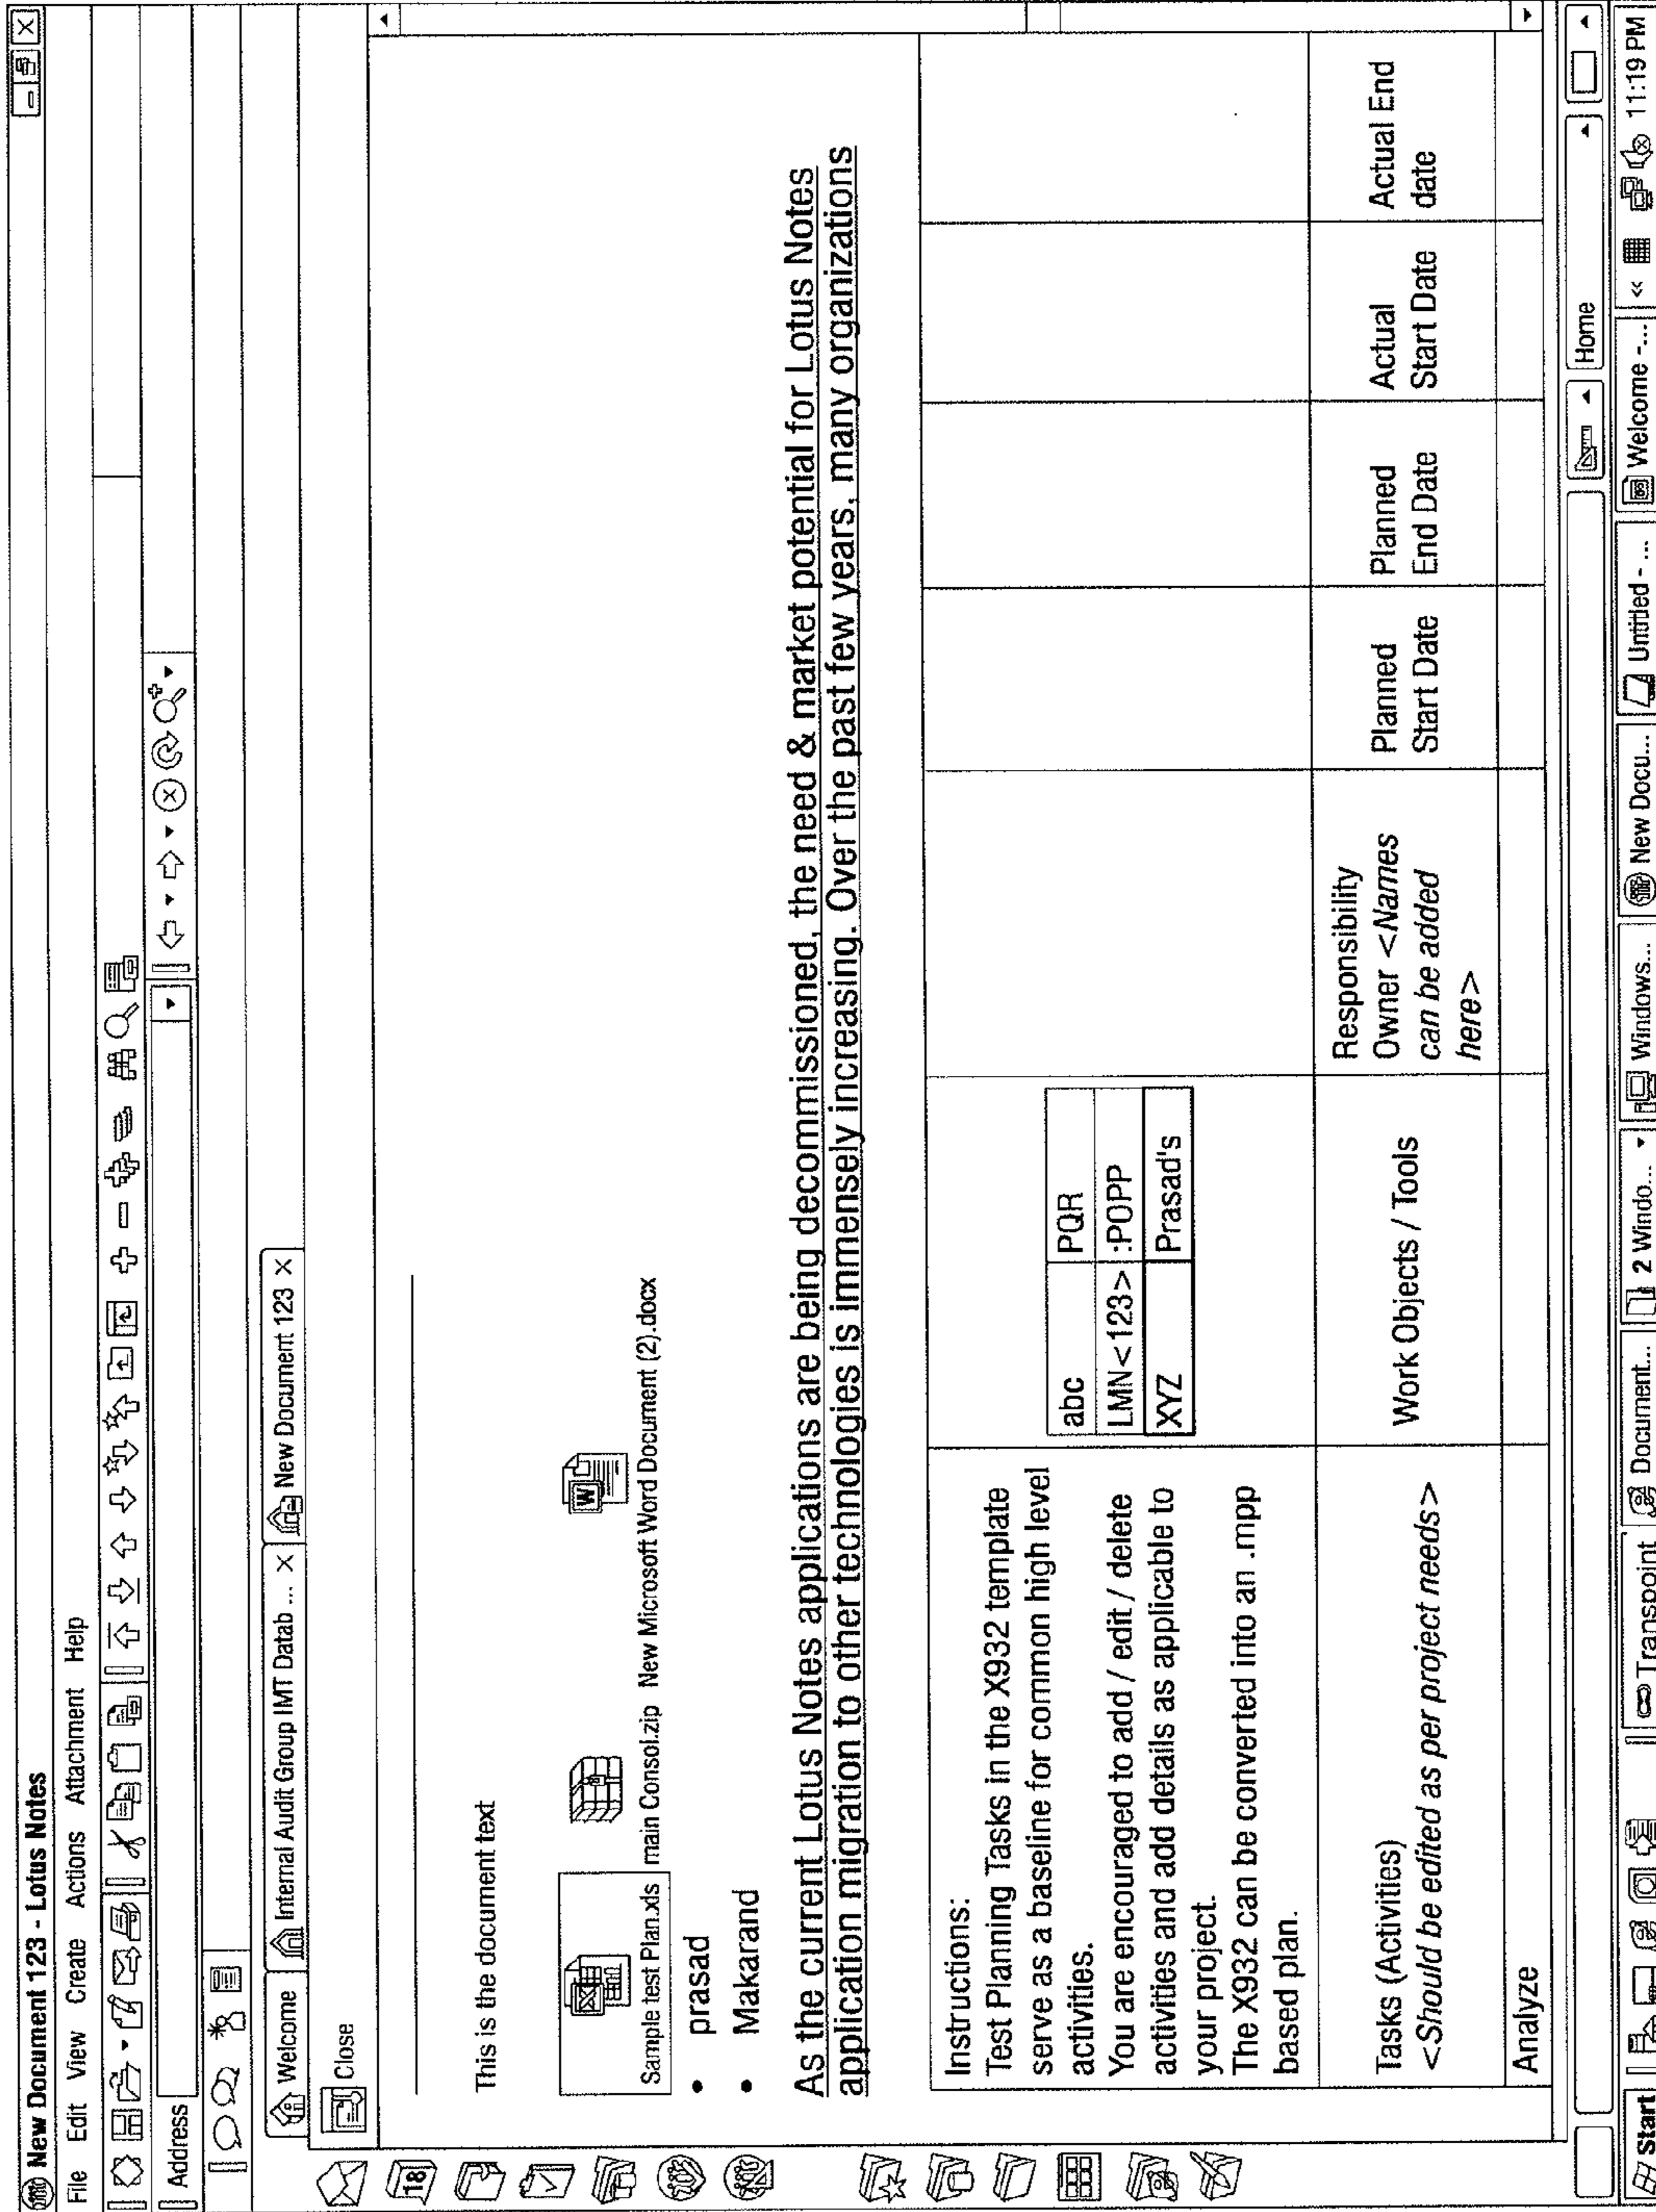 New Document 123 - Lotus Notes
File Edit View Create Actions Attachment Help
Address
Welcome Internal Audit Group IMT Datab ... × New Document 123 ×
Close
This is the document text
Sample test Plan.xls main Consol.zip New Microsoft Word Document (2).docx
• prasad
• Makarand
As the current Lotus Notes applications are being decommissioned, the need & market potential for Lotus Notes
application migration to other technologies is immensely increasing. Over the past few years, many organizations
Instructions:
Test Planning Tasks in the X932 template
serve as a baseline for common high level
activities.
You are encouraged to add / edit / delete
activities and add details as applicable to
your project.
The X932 can be converted into an .mpp
based plan.
abc PQR
LMN<123> :POPP
XYZ Prasad's
Tasks (Activities)
<Should be edited as per project needs>
Work Objects / Tools
Responsibility
Owner <Names
can be added
here>
Planned
Start Date
Planned
End Date
Actual
Start Date
Actual End
date
Analyze
18
Home
Start Transpoint Document... 2 Windo... Windows... New Docu... Untitled - ... Welcome -... « 11:19 PM